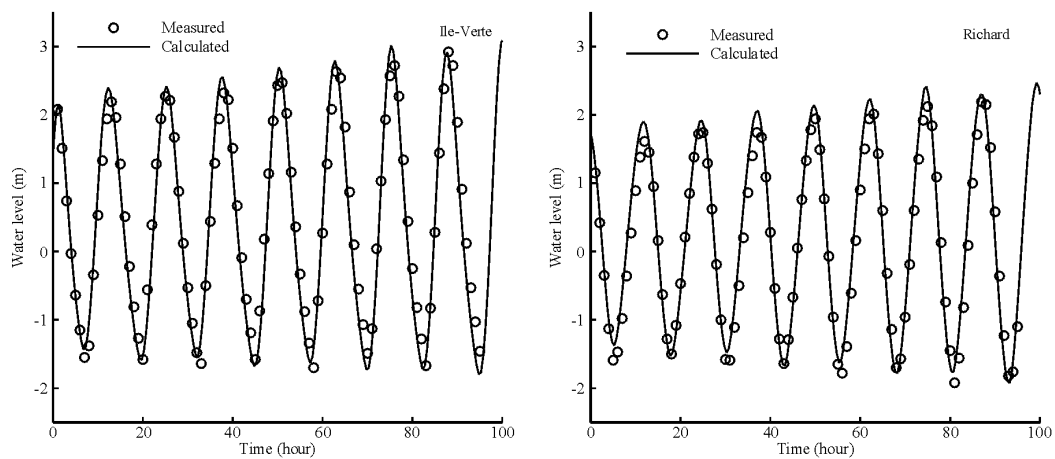 Measured
Calculated
Ile-Verte
3
2
1
0
-1
-2
Water level (m)
0
20
40
60
80
100
Time (hour)
Measured
Calculated
Richard
3
2
1
0
-1
-2
Water level (m)
0
20
40
60
80
100
Time (hour)